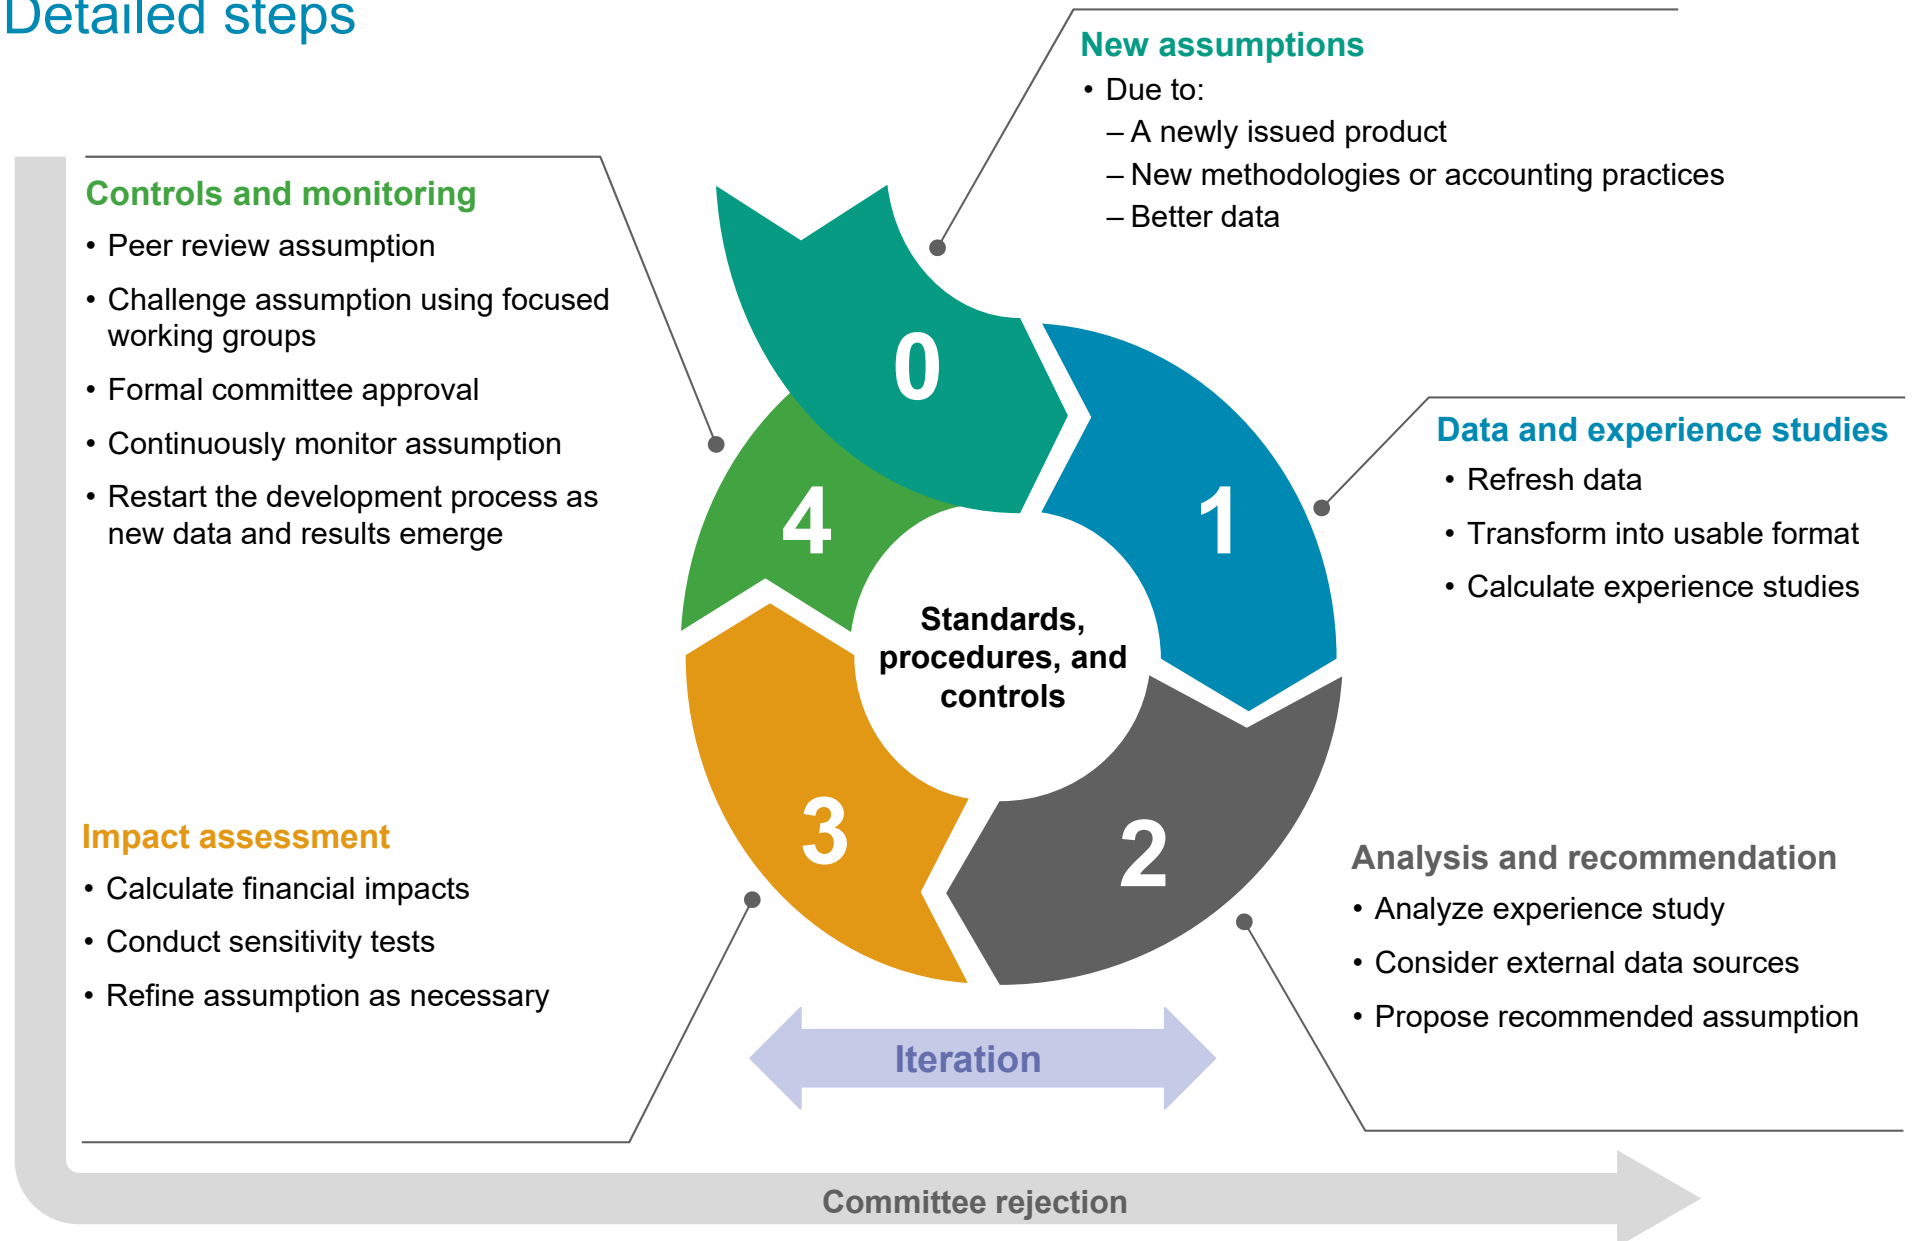 Detailed steps
New assumptions
• Due to:
– A newly issued product
– New methodologies or accounting practices
– Better data
Controls and monitoring
• Peer review assumption
• Challenge assumption using focused
working groups
• Formal committee approval
• Continuously monitor assumption
• Restart the development process as
new data and results emerge
0
1
4
Data and experience studies
• Refresh data
• Transform into usable format
• Calculate experience studies
Standards,
procedures, and
controls
3
2
Impact assessment
• Calculate financial impacts
• Conduct sensitivity tests
• Refine assumption as necessary
Analysis and recommendation
• Analyze experience study
• Consider external data sources
• Propose recommended assumption
Iteration
Committee rejection